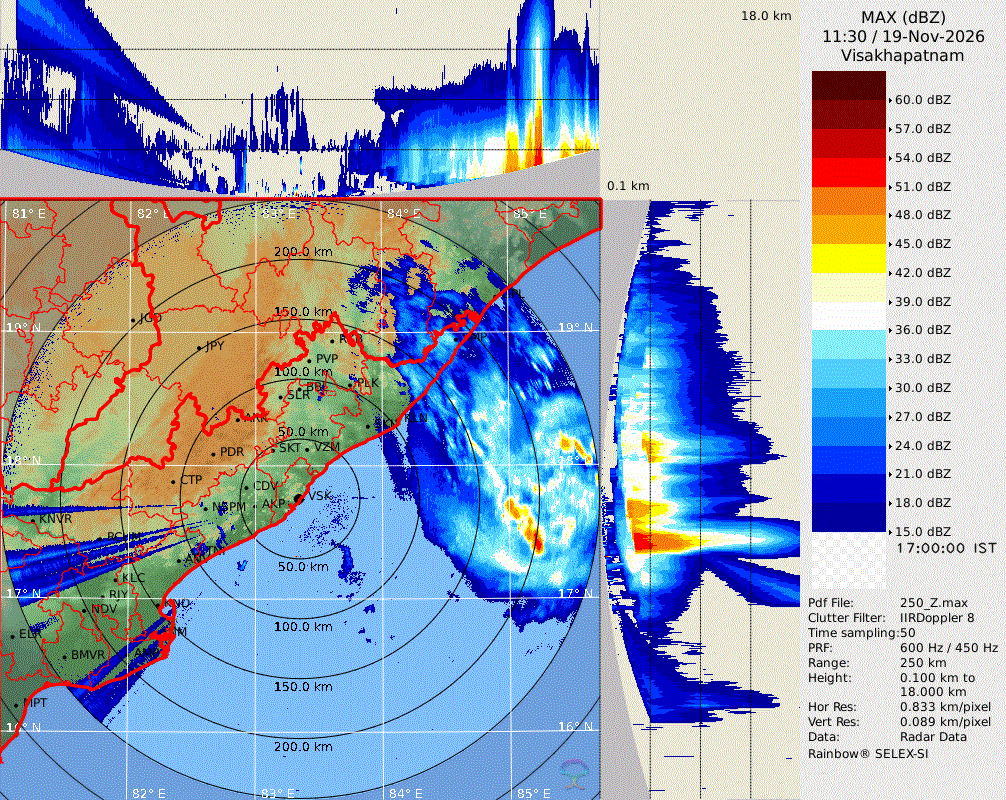 18.0 km
MAX (dBZ)
11:30 / 19-Nov-2026
Visakhapatnam
60.0 dBZ
57.0 dBZ
54.0 dBZ
51.0 dBZ
48.0 dBZ
45.0 dBZ
42.0 dBZ
39.0 dBZ
36.0 dBZ
33.0 dBZ
30.0 dBZ
27.0 dBZ
24.0 dBZ
21.0 dBZ
18.0 dBZ
15.0 dBZ
17:00:00 IST
0.1 km
81° E 82° E 83° E 84° E 85° E
200.0 km
150.0 km
19° N 19° N
JPY
PVP
100.0 km
PLK
SLR
50.0 km
PDR
SKT VZM
18° N
CTP
CDV
VSK
NSPM AKP
KNVR
50.0 km
KLC
RJY
17° N 17° N
NDV
100.0 km
BMVR
150.0 km
16° N 16° N
200.0 km
82° E 83° E 84° E 85° E
Pdf File: 250_Z.max
Clutter Filter: IIRDoppler 8
Time sampling:50
PRF: 600 Hz / 450 Hz
Range: 250 km
Height: 0.100 km to
18.000 km
Hor Res: 0.833 km/pixel
Vert Res: 0.089 km/pixel
Data: Radar Data
Rainbow® SELEX-SI